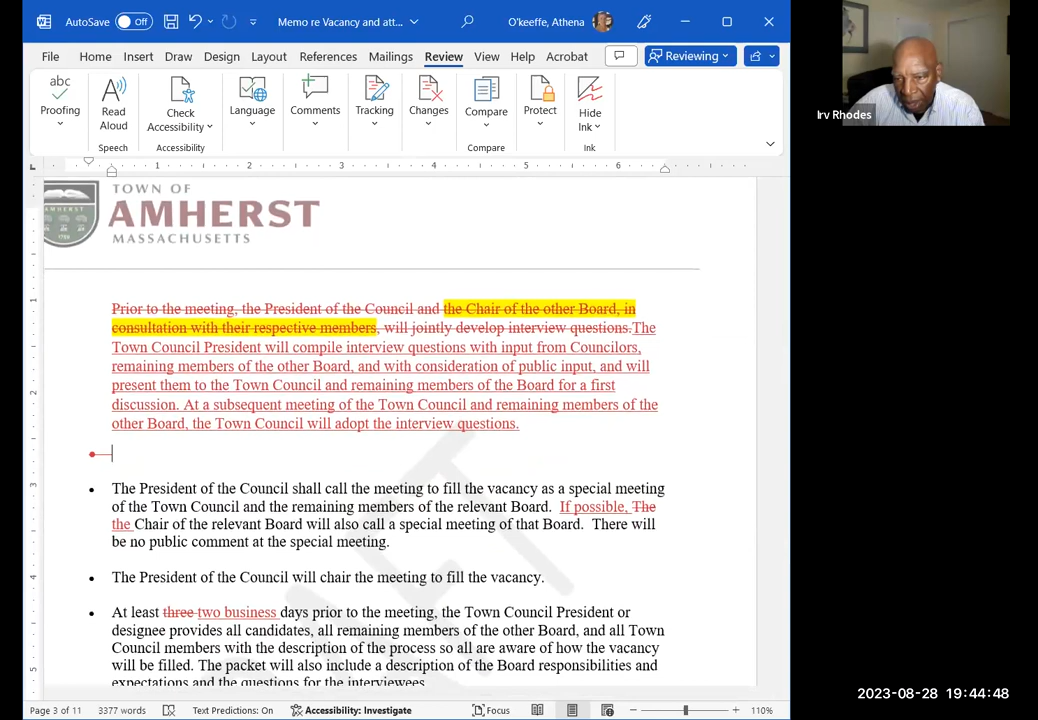 AutoSave Off Memo re Vacancy and att... O'keeffe, Athena
File Home Insert Draw Design Layout References Mailings Review View Help Acrobat Reviewing
abc
Proofing Read Aloud Check Accessibility Language Comments Tracking Changes Compare Protect Hide Ink
Speech Accessibility Compare Ink
Irv Rhodes
1 2 3 4 5 6
TOWN OF
AMHERST
MASSACHUSETTS
Prior to the meeting, the President of the Council and the Chair of the other Board, in
consultation with their respective members, will jointly develop interview questions.The
Town Council President will compile interview questions with input from Councilors,
remaining members of the other Board, and with consideration of public input, and will
present them to the Town Council and remaining members of the Board for a first
discussion. At a subsequent meeting of the Town Council and remaining members of the
other Board, the Town Council will adopt the interview questions.
The President of the Council shall call the meeting to fill the vacancy as a special meeting
of the Town Council and the remaining members of the relevant Board. If possible, The
the Chair of the relevant Board will also call a special meeting of that Board. There will
be no public comment at the special meeting.
The President of the Council will chair the meeting to fill the vacancy.
At least three two business days prior to the meeting, the Town Council President or
designee provides all candidates, all remaining members of the other Board, and all Town
Council members with the description of the process so all are aware of how the vacancy
will be filled. The packet will also include a description of the Board responsibilities and
expectations and the questions for the interviewees.
Page 3 of 11 3377 words Text Predictions: On Accessibility: Investigate Focus 110%
2023-08-28 19:44:48